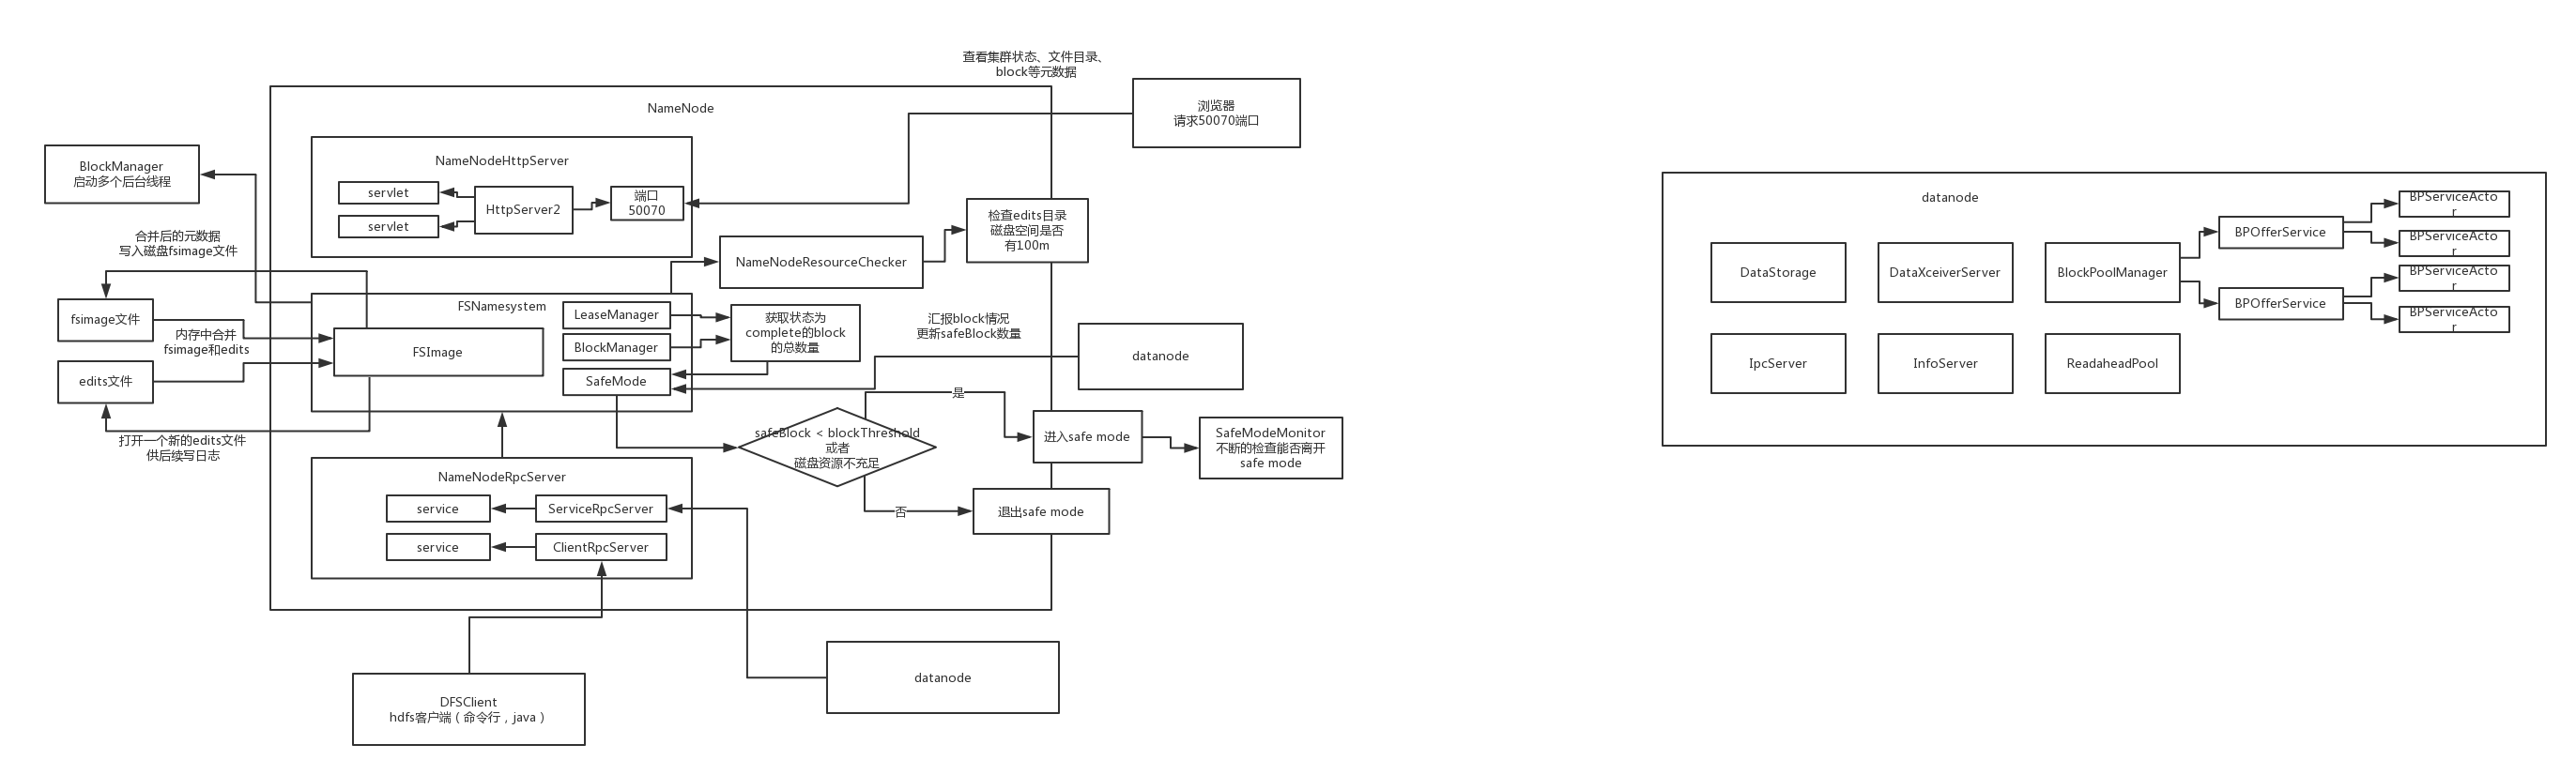 查看集群状态、文件目录、
block等元数据
浏览器
请求50070端口
NameNode
BlockManager
启动多个后台线程
NameNodeHttpServer
servlet
servlet
HttpServer2
端口
50070
检查edits目录
磁盘空间是否
有100m
NameNodeResourceChecker
合并后的元数据
写入磁盘fsimage文件
fsimage文件
内存中合并
fsimage和edits
edits文件
打开一个新的edits文件
供后续写日志
FSNamesystem
FSImage
LeaseManager
BlockManager
SafeMode
获取状态为
complete的block
的总数量
汇报block情况
更新safeBlock数量
datanode
safeBlock < blockThreshold
或者
磁盘资源不充足
是
否
进入safe mode
SafeModeMonitor
不断的检查能否离开
safe mode
退出safe mode
NameNodeRpcServer
service
ServiceRpcServer
service
ClientRpcServer
datanode
DFSClient
hdfs客户端（命令行，java）
datanode
DataStorage
DataXceiverServer
BlockPoolManager
IpcServer
InfoServer
ReadaheadPool
BPOfferService
BPOfferService
BPServiceActo
r
BPServiceActo
r
BPServiceActo
r
BPServiceActo
r